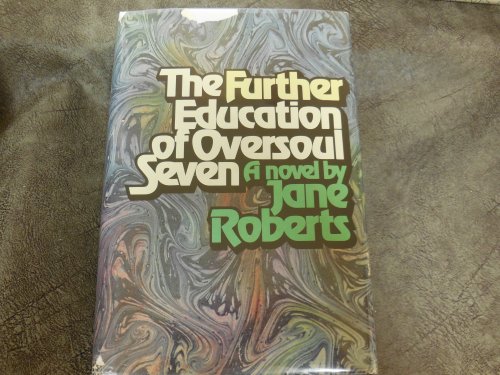 The Further
Education
of Oversoul
Seven A novel by
Jane
Roberts